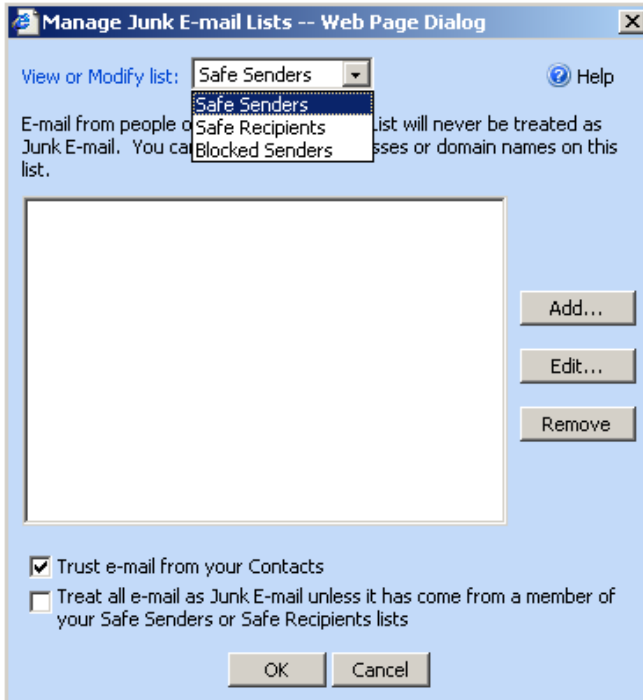 Manage Junk E-mail Lists -- Web Page Dialog
View or Modify list: Safe Senders Help
Safe Senders
Safe Recipients
Blocked Senders
E-mail from people o List will never be treated as
Junk E-mail. You ca sses or domain names on this
list.
Add...
Edit...
Remove
Trust e-mail from your Contacts
Treat all e-mail as Junk E-mail unless it has come from a member of
your Safe Senders or Safe Recipients lists
OK Cancel